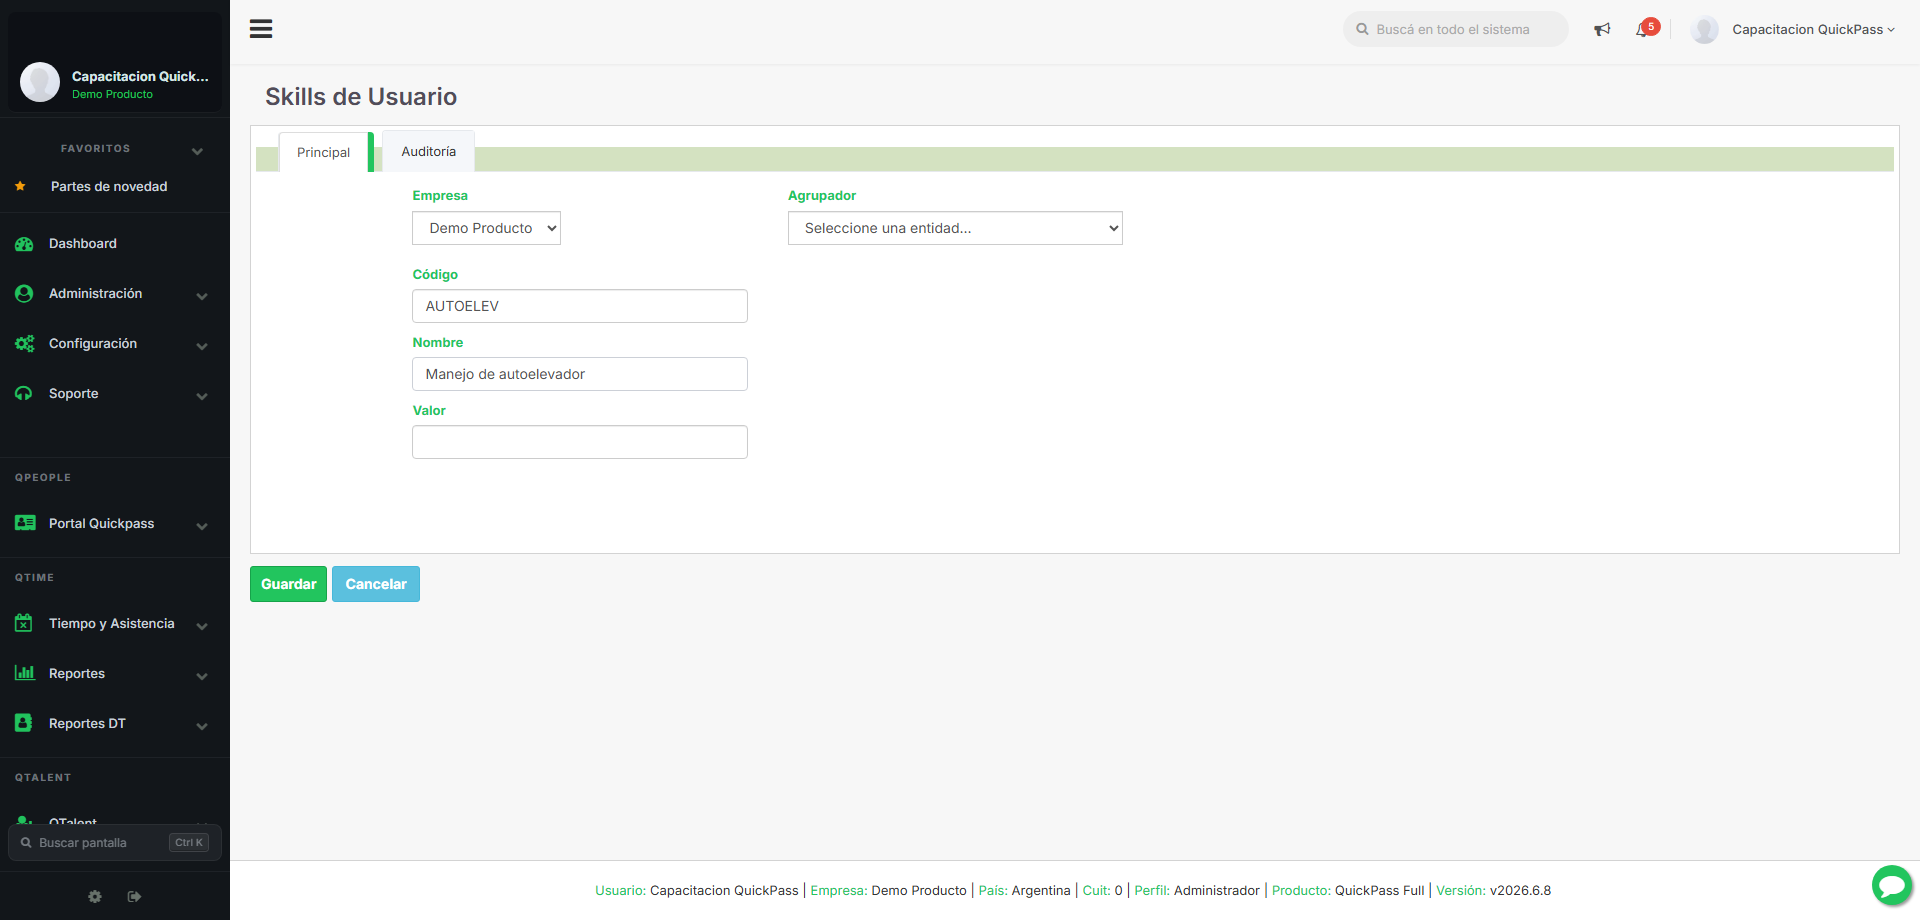 Capacitacion Quick...
Demo Producto
FAVORITOS
Partes de novedad
Dashboard
Administración
Configuración
Soporte
QPEOPLE
Portal Quickpass
QTIME
Tiempo y Asistencia
Reportes
Reportes DT
QTALENT
QTalent
Buscar pantalla
Ctrl K
Buscá en todo el sistema
5
Capacitacion QuickPass
Skills de Usuario
Principal
Auditoría
Empresa
Agrupador
Demo Producto
Seleccione una entidad...
Código
AUTOELEV
Nombre
Manejo de autoelevador
Valor
Guardar
Cancelar
Usuario: Capacitacion QuickPass | Empresa: Demo Producto | País: Argentina | Cuit: 0 | Perfil: Administrador | Producto: QuickPass Full | Versión: v2026.6.8